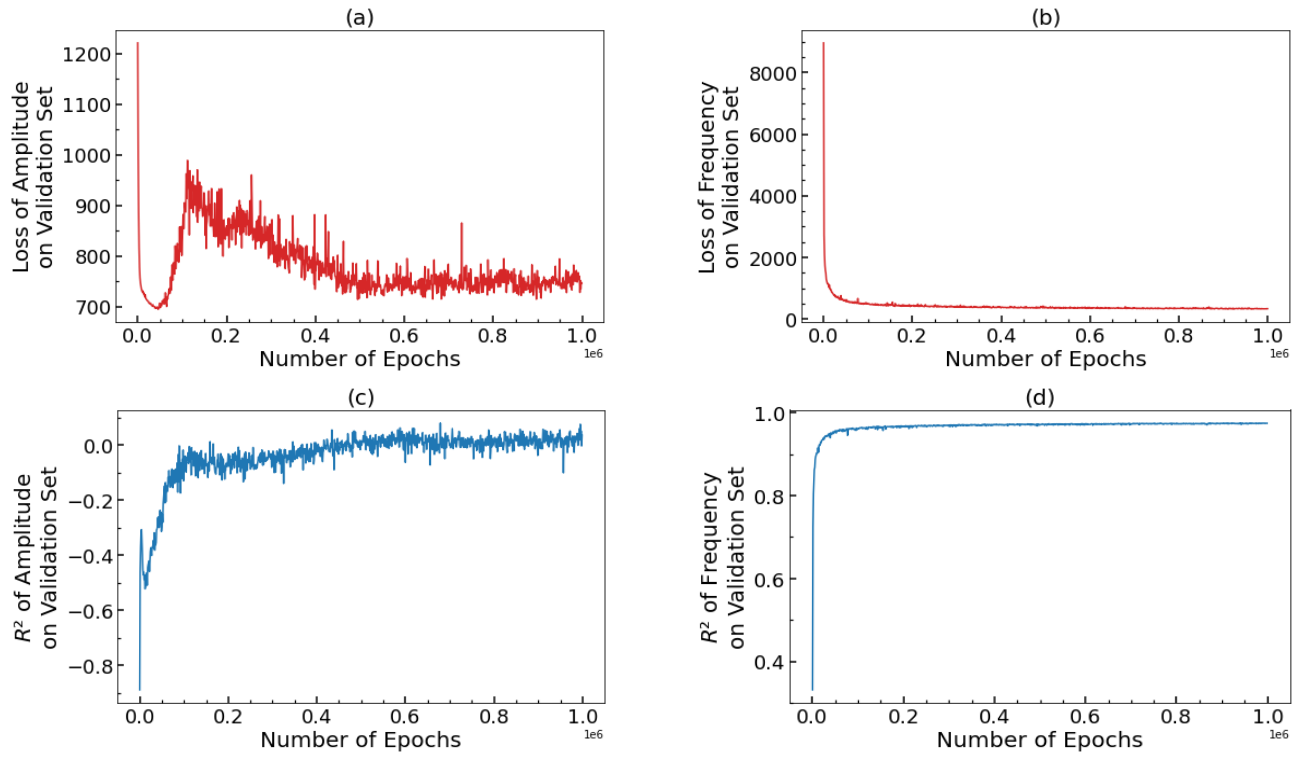 (a)
Loss of Amplitude
on Validation Set
1200
1100
1000
900
800
700
0.0 0.2 0.4 0.6 0.8 1.0
1e6
Number of Epochs
(b)
Loss of Frequency
on Validation Set
8000
6000
4000
2000
0
0.0 0.2 0.4 0.6 0.8 1.0
1e6
Number of Epochs
(c)
R² of Amplitude
on Validation Set
0.0
−0.2
−0.4
−0.6
−0.8
0.0 0.2 0.4 0.6 0.8 1.0
1e6
Number of Epochs
(d)
R² of Frequency
on Validation Set
1.0
0.8
0.6
0.4
0.0 0.2 0.4 0.6 0.8 1.0
1e6
Number of Epochs